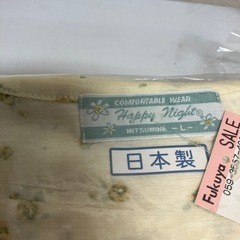 COMFORTABLE WEAR
Happy Night
MITSUMINE -L-
日本製
SALE
Fukuya